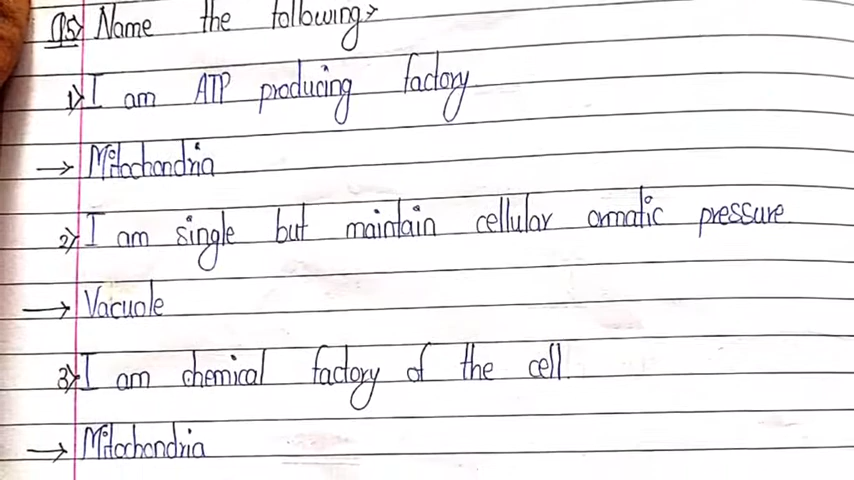 Q5) Name the following:-
1) I am ATP producing factory
→ Mitochondria
2) I am single but maintain cellular ormatic pressure
→ Vacuole
3) I am chemical factory of the cell
→ Mitochondria